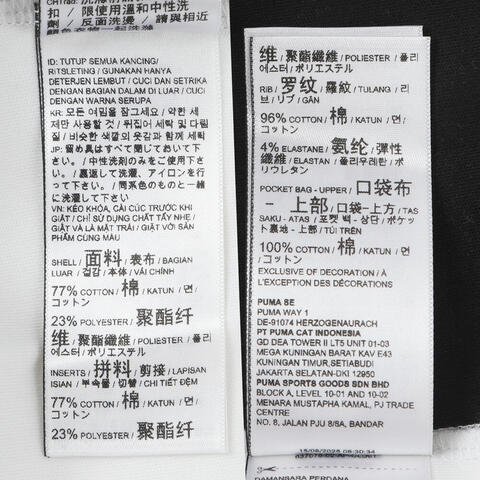 扣 / 限使用溫和中性洗
劑 / 反面洗滌 / 請與相近
ID: TUTUP SEMUA KANCING/
RITSLETING / GUNAKAN HANYA
DETERJEN LEMBUT / CUCI DAN SETRIKA
DENGAN BAGIAN DALAM DI LUAR / CUCI
DENGAN WARNA SERUPA
KR: 모든 여밈을 잠그세요 / 약한 세
제만 사용할것 / 뒤집어 세탁 및 다림
질 / 비슷한 색깔의 옷감과 함께 세탁
JP: 留め具はすべて閉じておいてくださ
い。/ 中性洗剤のみをご使用下さ
い。/ 裏返して洗濯、アイロンを行
って下さい。/ 同系色のものと一緒
に洗濯して下さい
VN: KÉO KHÓA, CÀI CÚC TRƯỚC KHI
GIẶT / CHỈ SỬ DỤNG CHẤT TẨY NHẸ /
GIẶT VÀ LÀ MẶT TRÁI / GIẶT VỚI SẢN
PHẨM CÙNG MÀU
SHELL / 面料 / 表布 / BAGIAN
LUAR / 겉감 / 本体 / VẢI CHÍNH
77% COTTON / 棉 / KATUN / 면 /
コットン
23% POLYESTER / 聚酯纤
维 / 聚酯纖維 / POLIESTER / 폴리
에스터 / ポリエステル
INSERTS / 拼料 / 剪接 / LAPISAN
ISIAN / 부속물 / 切替 / CHI TIẾT ĐỆM
77% COTTON / 棉 / KATUN / 면 /
コットン
23% POLYESTER / 聚酯纤
维 / 聚酯纖維 / POLIESTER / 폴리
에스터 / ポリエステル
RIB / 罗纹 / 羅紋 / TULANG / 리
브 / リブ / GÂN
96% COTTON / 棉 / KATUN / 면 /
コットン
4% ELASTANE / 氨纶 / 彈性
纖維 / ELASTAN / 폴리우레탄 / ポ
リウレタン
POCKET BAG - UPPER / 口袋布
- 上部 / 口袋布 - 上方 / TAS
SAKU - ATAS / 포켓 백 - 상단 / ポケッ
ト裏地 - 上部 / TÚI TRÊN
100% COTTON / 棉 / KATUN / 면 /
コットン
EXCLUSIVE OF DECORATION / À
L'EXCEPTION DES DÉCORATIONS
PUMA SE
PUMA WAY 1
DE-91074 HERZOGENAURACH
PT PUMA CAT INDONESIA
GD DEA TOWER II LT5 UNIT 01-03
MEGA KUNINGAN BARAT KAV E43
KUNINGAN TIMUR, SETIABUDI
JAKARTA SELATAN-DKI 12950
PUMA SPORTS GOODS SDN BHD
BLOCK A, LEVEL 10-01 AND 10-02
MENARA MUSTAPHA KAMAL, PJ TRADE
CENTRE
NO. 8, JALAN PJU 8/8A, BANDAR
DAMANSARA PERDANA